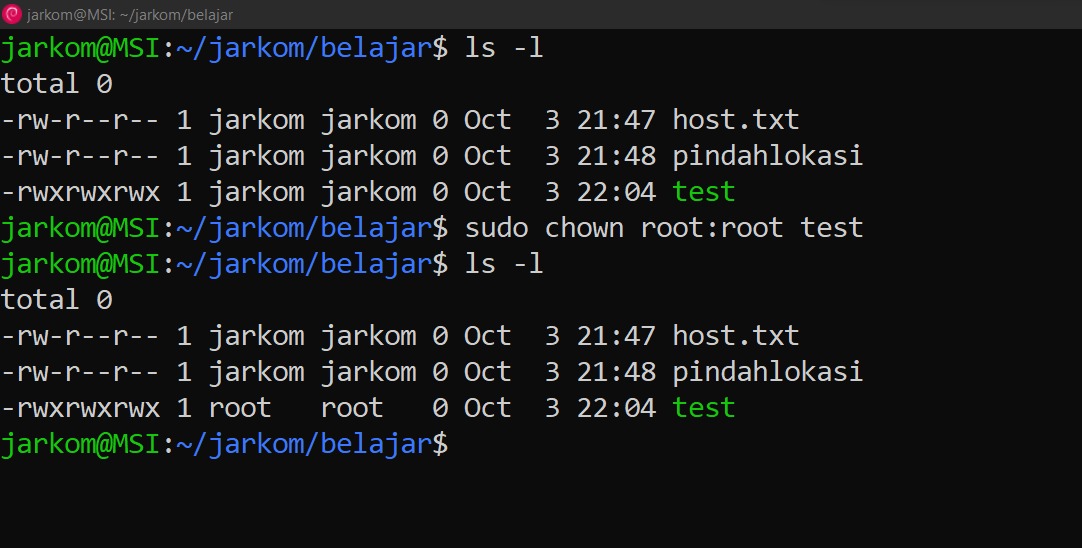 jarkom@MSI: ~/jarkom/belajar
jarkom@MSI:~/jarkom/belajar$ ls -l
total 0
-rw-r--r-- 1 jarkom jarkom 0 Oct  3 21:47 host.txt
-rw-r--r-- 1 jarkom jarkom 0 Oct  3 21:48 pindahlokasi
-rwxrwxrwx 1 jarkom jarkom 0 Oct  3 22:04 test
jarkom@MSI:~/jarkom/belajar$ sudo chown root:root test
jarkom@MSI:~/jarkom/belajar$ ls -l
total 0
-rw-r--r-- 1 jarkom jarkom 0 Oct  3 21:47 host.txt
-rw-r--r-- 1 jarkom jarkom 0 Oct  3 21:48 pindahlokasi
-rwxrwxrwx 1 root   root   0 Oct  3 22:04 test
jarkom@MSI:~/jarkom/belajar$